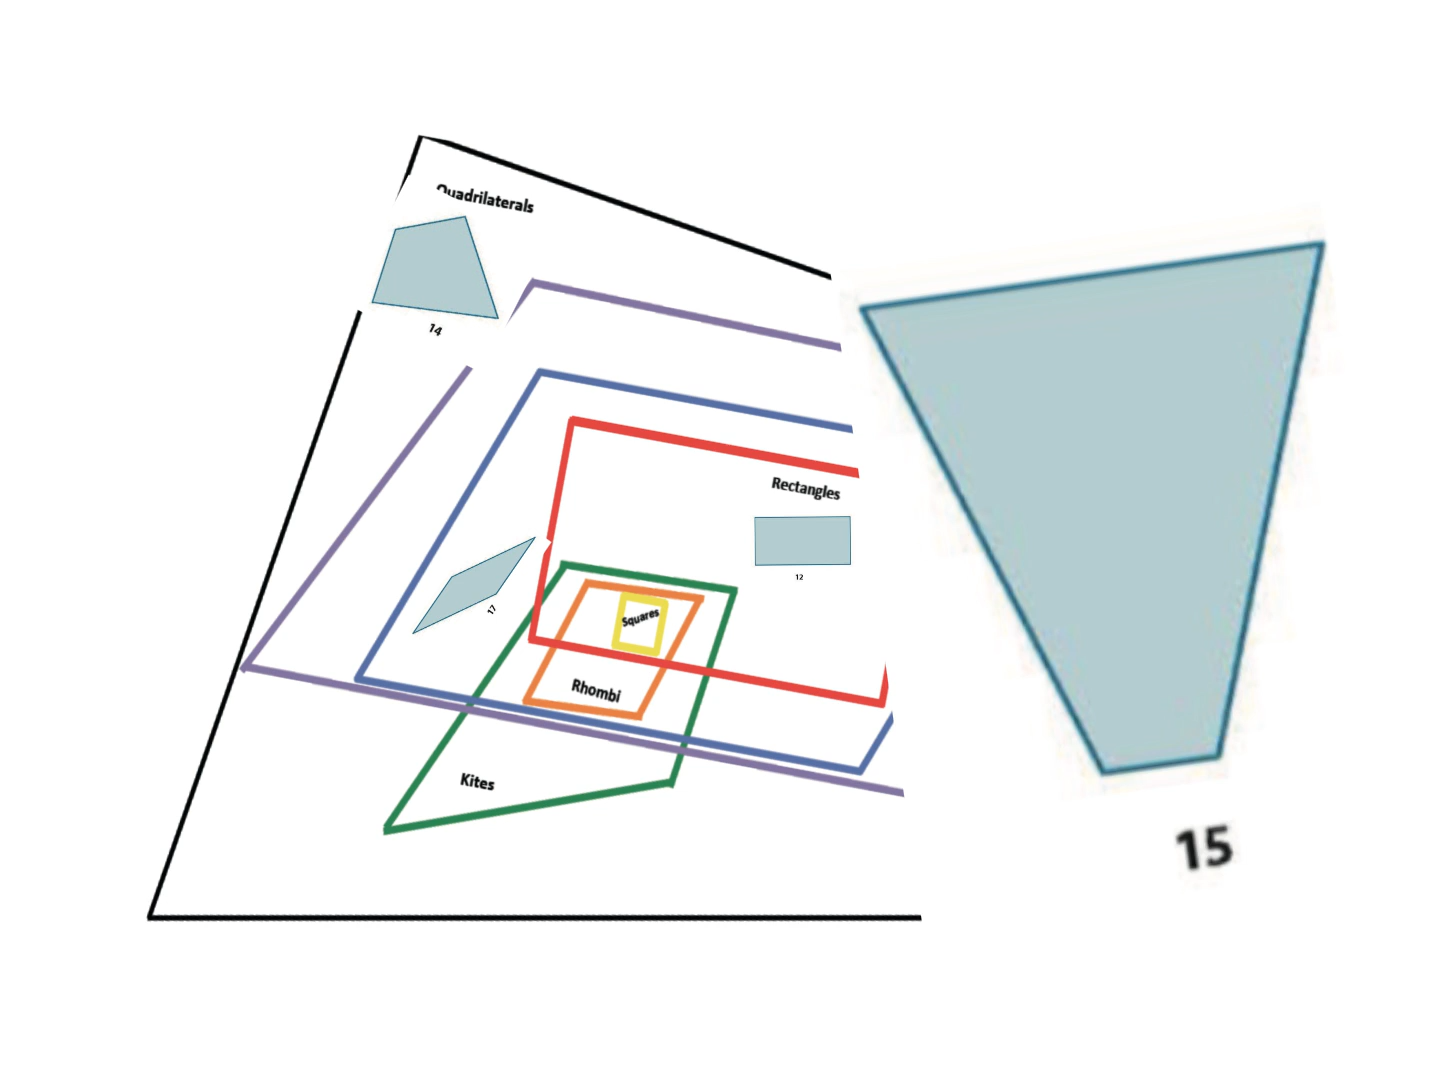 Quadrilaterals
14
Rectangles
12
17
Squares
Rhombi
Kites
15